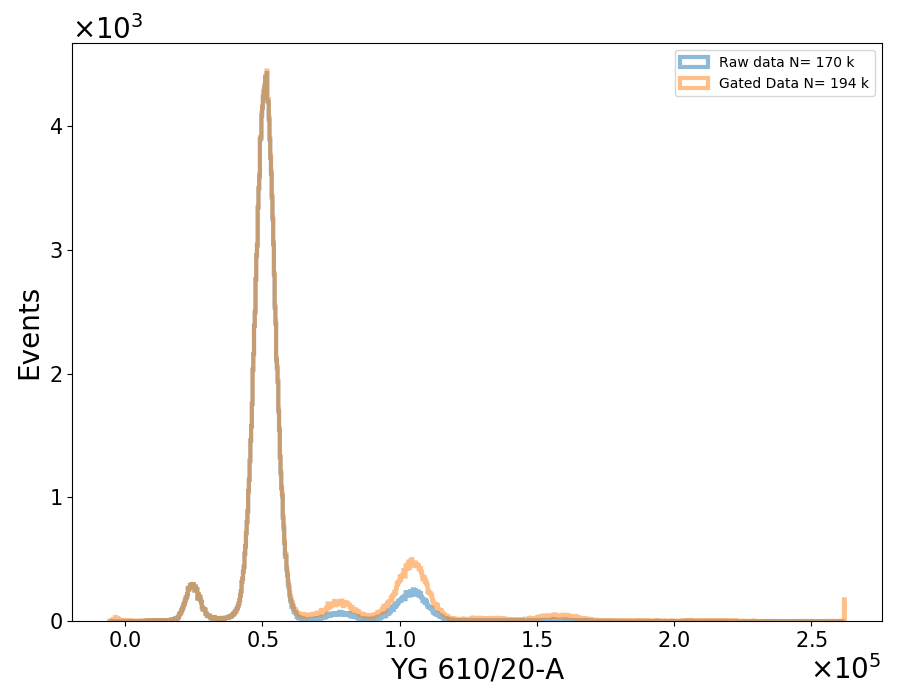 ×10³
Raw data N= 170 k
Gated Data N= 194 k
Events
4
3
2
1
0
0.0 0.5 1.0 1.5 2.0 2.5
YG 610/20-A
×10⁵